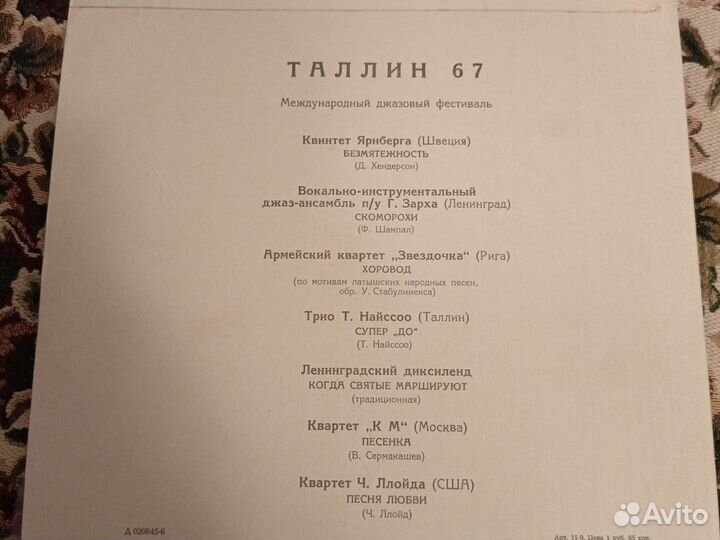 ТАЛЛИН 67
Международный джазовый фестиваль
Квинтет Ярнберга (Швеция)
БЕЗМЯТЕЖНОСТЬ
(Д. Хендерсон)
Вокально-инструментальный
джаз-ансамбль п/у Г. Зарха (Ленинград)
СКОМОРОХИ
(Ф. Шампал)
Армейский квартет „Звездочка“ (Рига)
ХОРОВОД
(по мотивам латышских народных песен,
обр. У. Стабулниекса)
Трио Т. Найссоо (Таллин)
СУПЕР „ДО“
(Т. Найссоо)
Ленинградский диксиленд
КОГДА СВЯТЫЕ МАРШИРУЮТ
(традиционная)
Квартет „К М“ (Москва)
ПЕСЕНКА
(В. Сермакашев)
Квартет Ч. Ллойда (США)
ПЕСНЯ ЛЮБВИ
(Ч. Ллойд)
Д 020845-6
Арт. 11-9. Цена 1 руб. 85 коп.
Avito